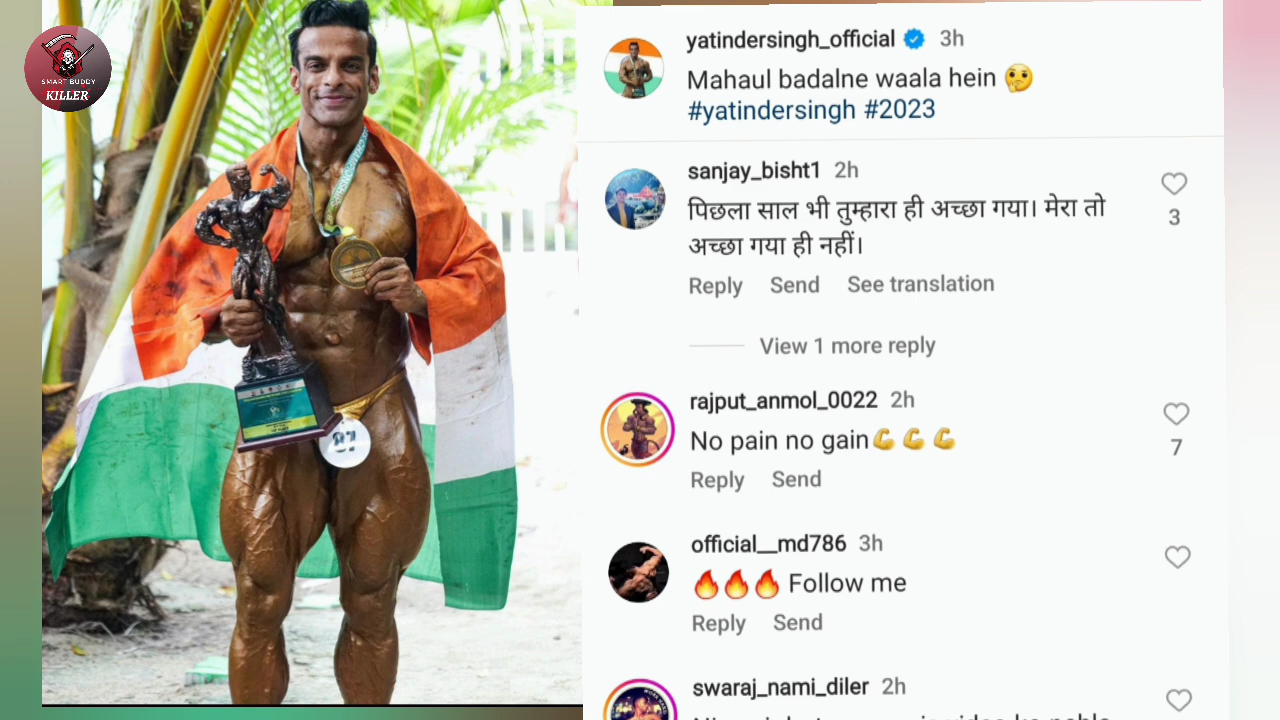 SMART BUDDY
KILLER
87
yatindersingh_official 3h
Mahaul badalne waala hein 🤔
#yatindersingh #2023
sanjay_bisht1 2h
पिछला साल भी तुम्हारा ही अच्छा गया। मेरा तो
अच्छा गया ही नहीं।
3
Reply Send See translation
View 1 more reply
rajput_anmol_0022 2h
No pain no gain💪💪💪
7
Reply Send
official__md786 3h
🔥🔥🔥 Follow me
Reply Send
swaraj_nami_diler 2h